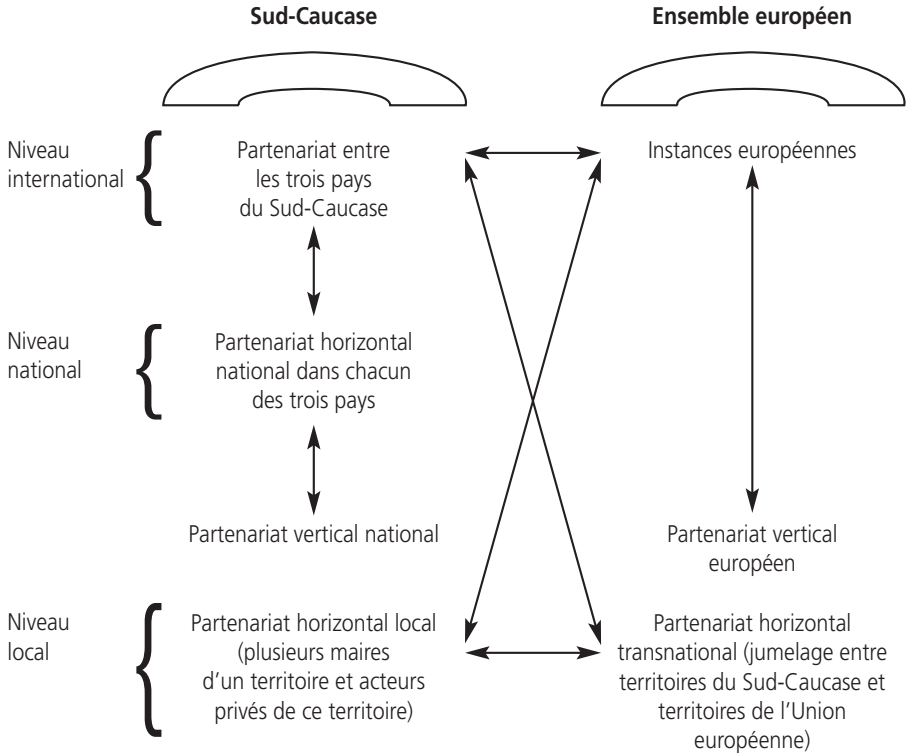 Sud-Caucase
Ensemble européen
Niveau
international
Partenariat entre
les trois pays
du Sud-Caucase
Instances européennes
Niveau
national
Partenariat horizontal
national dans chacun
des trois pays
Partenariat vertical national
Partenariat vertical
européen
Niveau
local
Partenariat horizontal local
(plusieurs maires
d'un territoire et acteurs
privés de ce territoire)
Partenariat horizontal
transnational (jumelage entre
territoires du Sud-Caucase et
territoires de l'Union
européenne)